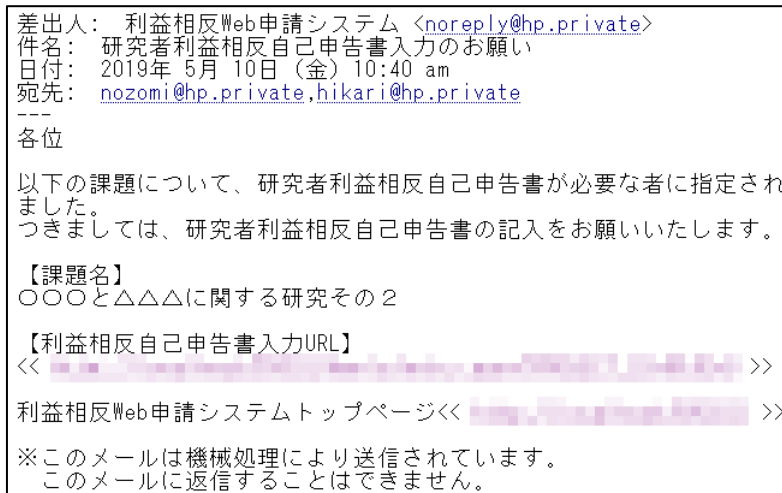 差出人: 利益相反Web申請システム <noreply@hp.private>
件名: 研究者利益相反自己申告書入力のお願い
日付: 2019年 5月 10日 (金) 10:40 am
宛先: nozomi@hp.private,hikari@hp.private
---
各位
以下の課題について、研究者利益相反自己申告書が必要な者に指定され
ました。
つきましては、研究者利益相反自己申告書の記入をお願いいたします。
【課題名】
○○○と△△△に関する研究その２
【利益相反自己申告書入力URL】
<< >>
利益相反Web申請システムトップページ<< >>
※このメールは機械処理により送信されています。
このメールに返信することはできません。